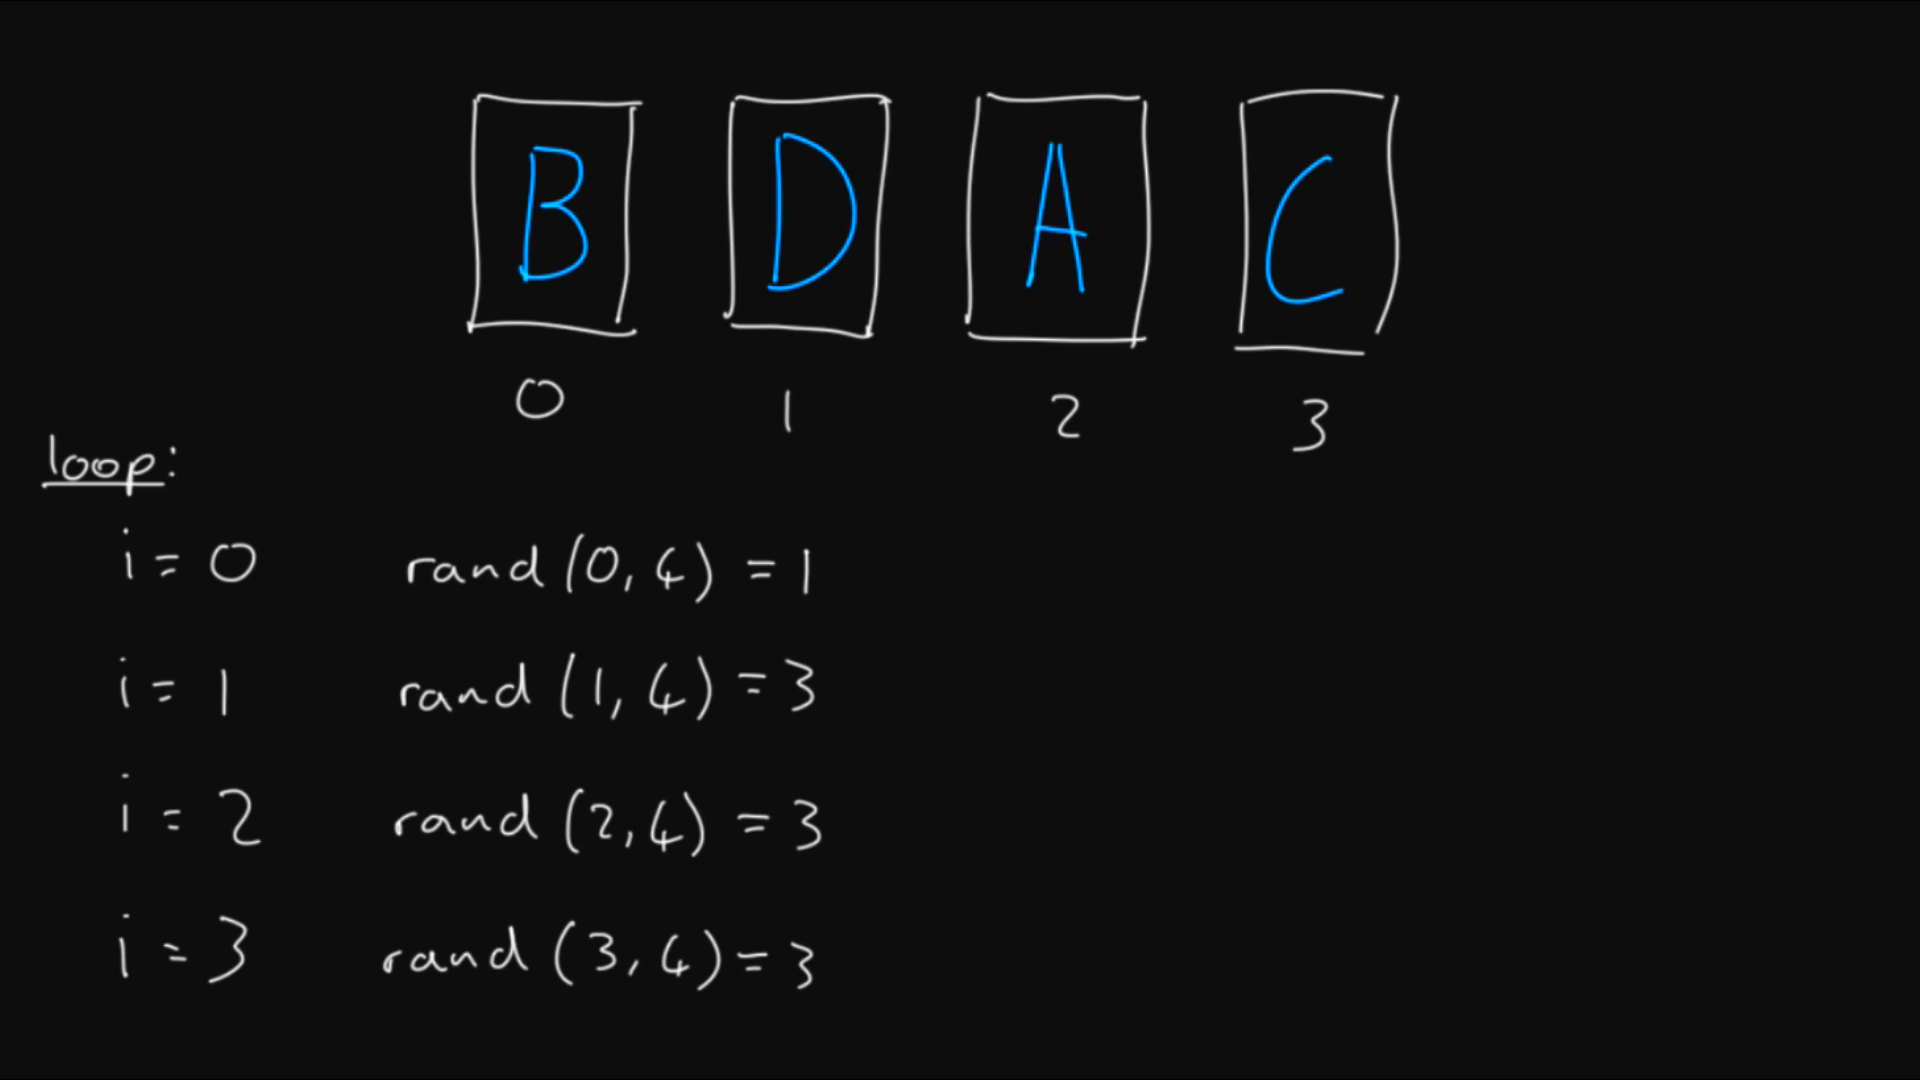 B D A C
0 1 2 3
loop:
i = 0 rand (0, 4) = 1
i = 1 rand (1, 4) = 3
i = 2 rand (2, 4) = 3
i = 3 rand (3, 4) = 3